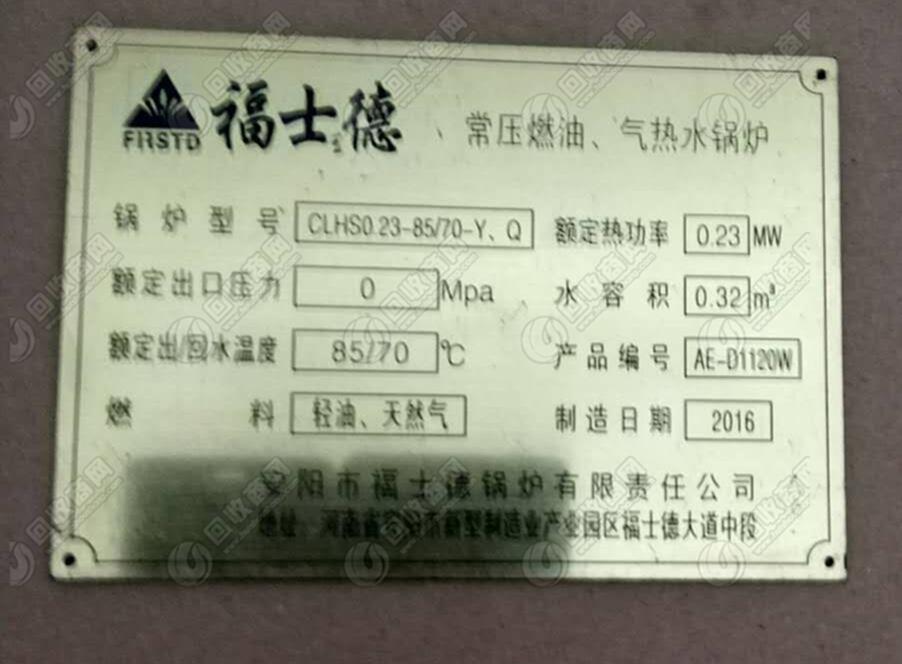 FIRSTD 福士德 常压燃油、气热水锅炉
锅炉型号 CLHS0.23-85/70-Y、Q 额定热功率 0.23 MW
额定出口压力 0 Mpa 水容积 0.32 m³
额定出/回水温度 85/70 ℃ 产品编号 AE-D1120W
燃料 轻油、天然气 制造日期 2016
安阳市福士德锅炉有限责任公司
地址：河南省安阳市新型制造业产业园区福士德大道中段
回收商网